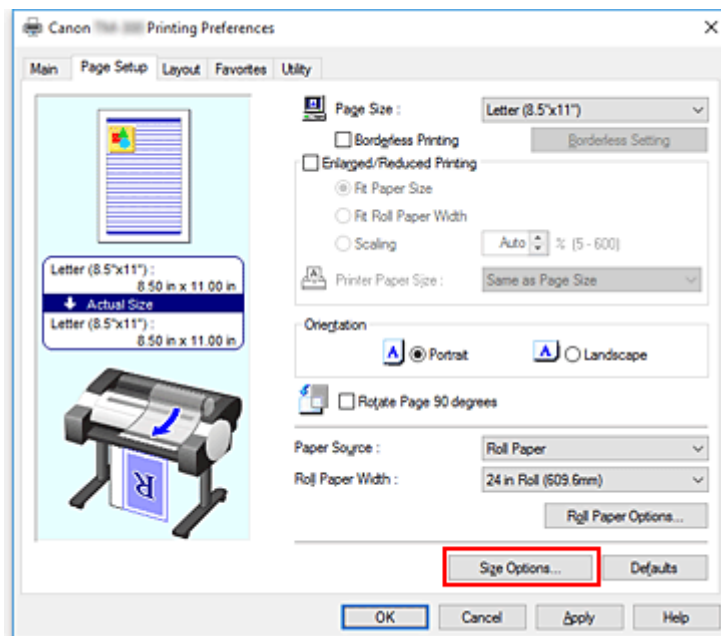 Canon Printing Preferences
Main Page Setup Layout Favorites Utility
Page Size : Letter (8.5"x11")
Borderless Printing Borderless Setting
Enlarged/Reduced Printing
Fit Paper Size
Fit Roll Paper Width
Scaling Auto % (5 - 600)
Printer Paper Size : Same as Page Size
Letter (8.5"x11") :
8.50 in x 11.00 in
Actual Size
Letter (8.5"x11") :
8.50 in x 11.00 in
Orientation
A Portrait A Landscape
Rotate Page 90 degrees
R
Paper Source : Roll Paper
Roll Paper Width : 24 in Roll (609.6mm)
Roll Paper Options...
Size Options... Defaults
OK Cancel Apply Help